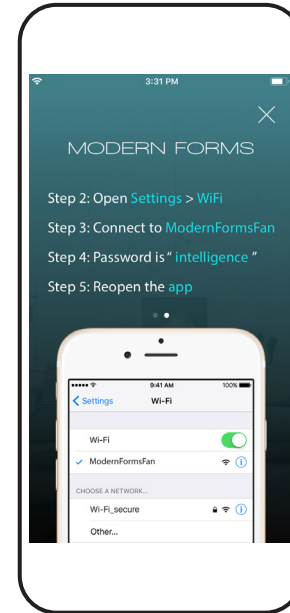 3:31 PM
MODERN FORMS
Step 2: Open Settings > WiFi
Step 3: Connect to ModernFormsFan
Step 4: Password is “ intelligence ”
Step 5: Reopen the app
9:41 AM 100%
Settings Wi-Fi
Wi-Fi
ModernFormsFan
CHOOSE A NETWORK...
Wi-Fi_secure
Other...